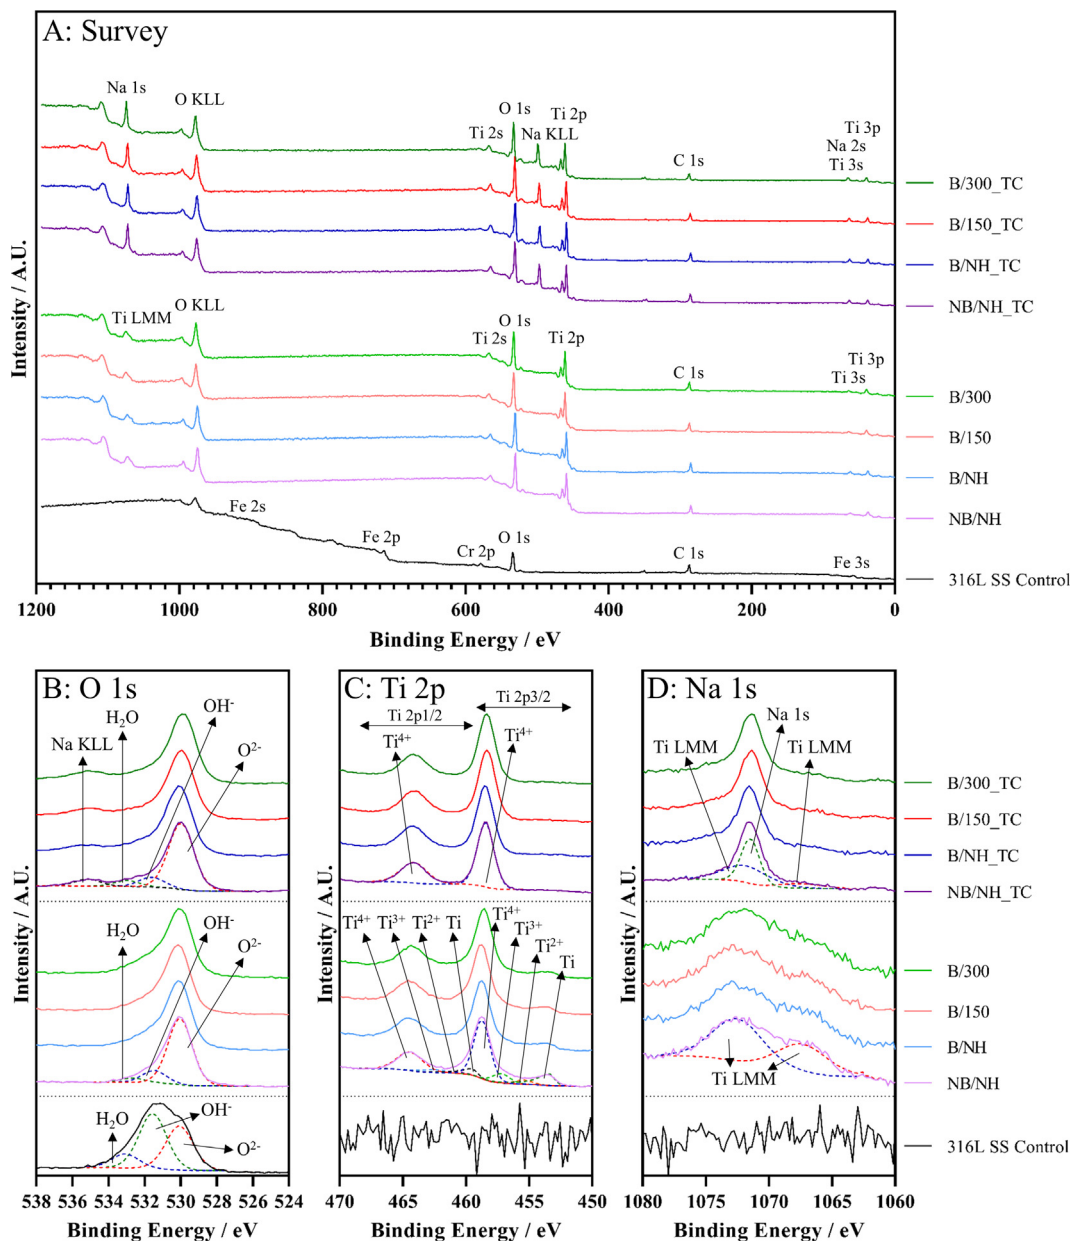 A: Survey
Na 1s
O KLL
Ti 2s
O 1s
Na KLL
Ti 2p
C 1s
Ti 3p
Na 2s
Ti 3s
B/300_TC
B/150_TC
B/NH_TC
NB/NH_TC
Ti LMM
O KLL
Ti 2s
O 1s
Ti 2p
C 1s
Ti 3p
Ti 3s
B/300
B/150
B/NH
NB/NH
Fe 2s
Fe 2p
Cr 2p
O 1s
C 1s
Fe 3s
316L SS Control
Intensity / A.U.
1200 1000 800 600 400 200 0
Binding Energy / eV
B: O 1s
Na KLL
H₂O
OH⁻
O²⁻
H₂O
OH⁻
O²⁻
H₂O
OH⁻
O²⁻
Intensity / A.U.
Intensity / A.U.
538 536 534 532 530 528 526 524
Binding Energy / eV
C: Ti 2p
Ti 2p1/2
Ti 2p3/2
Ti⁴⁺
Ti⁴⁺
Ti⁴⁺ Ti³⁺ Ti²⁺ Ti Ti⁴⁺ Ti³⁺ Ti²⁺ Ti
Intensity / A.U.
Intensity / A.U.
470 465 460 455 450
Binding Energy / eV
D: Na 1s
Ti LMM
Na 1s
Ti LMM
Ti LMM
Intensity / A.U.
Intensity / A.U.
1080 1075 1070 1065 1060
Binding Energy / eV
B/300_TC
B/150_TC
B/NH_TC
NB/NH_TC
B/300
B/150
B/NH
NB/NH
316L SS Control